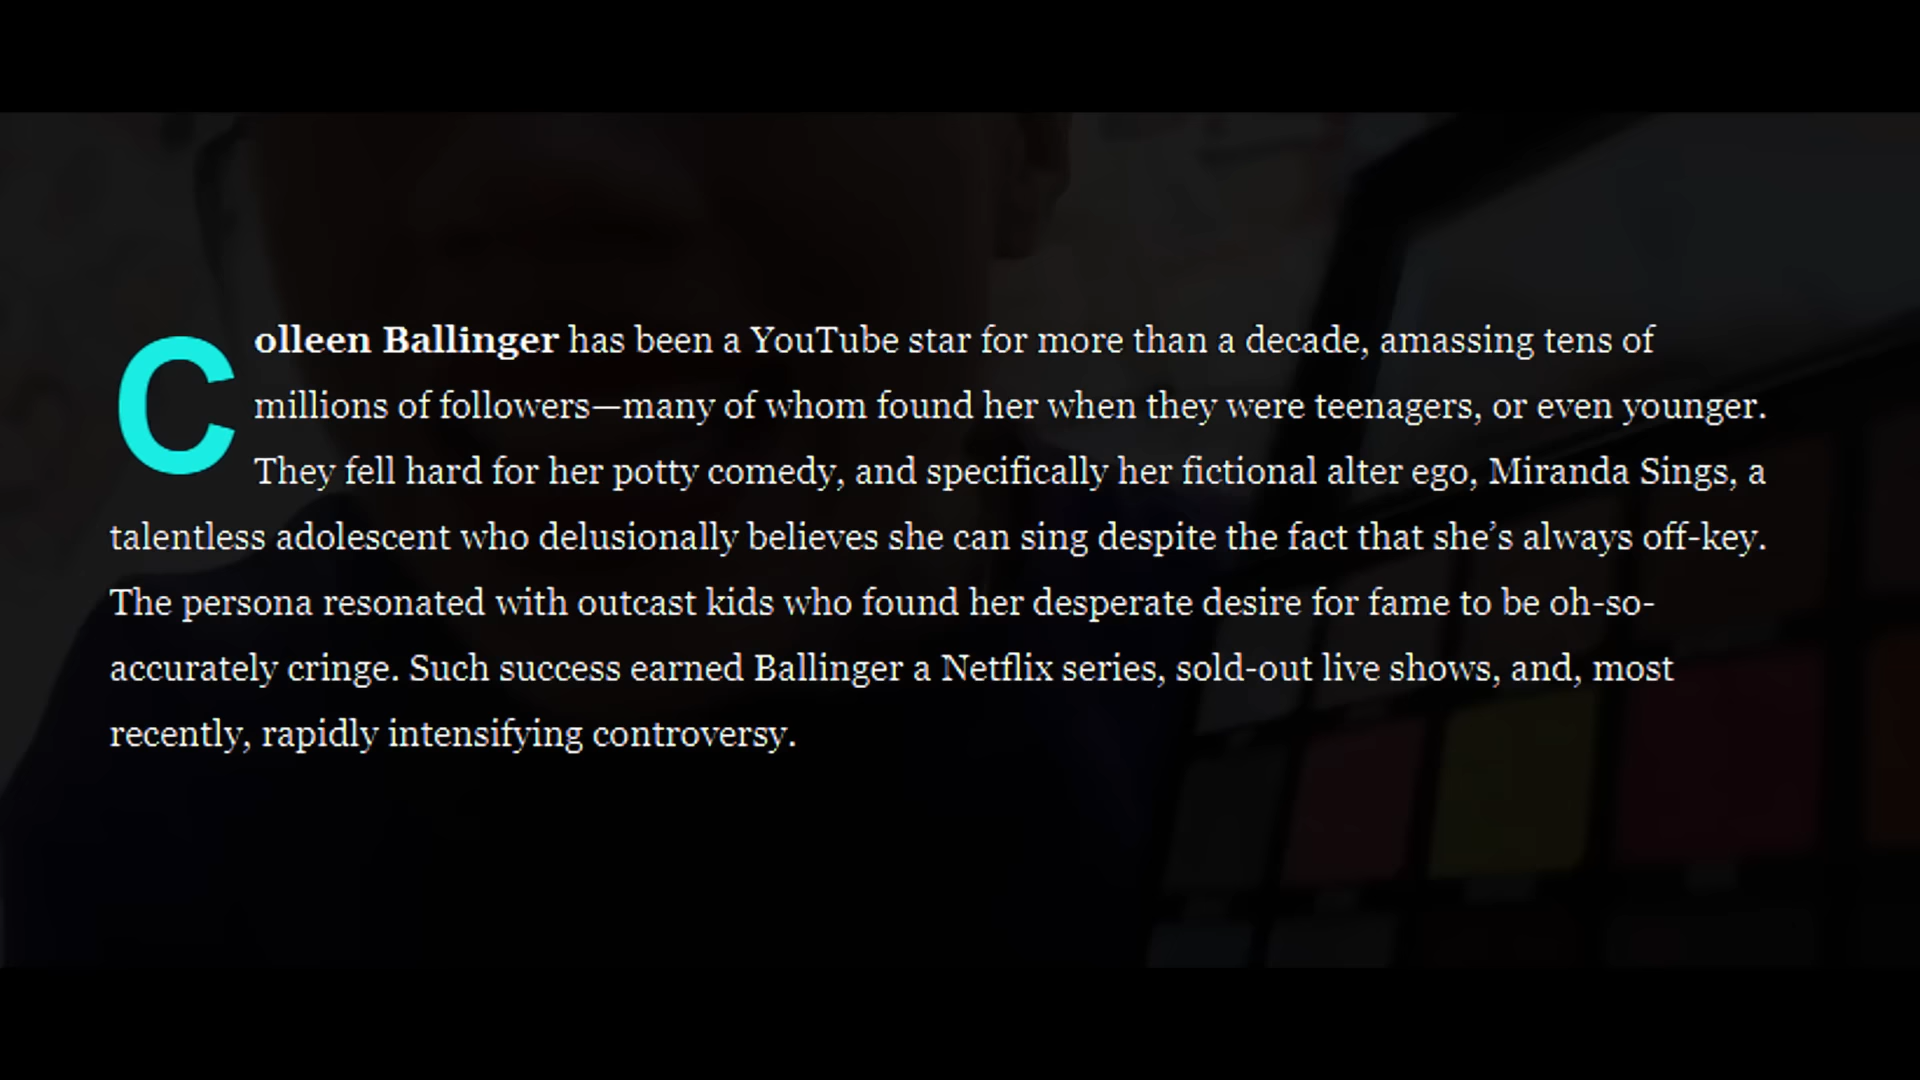 Colleen Ballinger has been a YouTube star for more than a decade, amassing tens of
millions of followers—many of whom found her when they were teenagers, or even younger.
They fell hard for her potty comedy, and specifically her fictional alter ego, Miranda Sings, a
talentless adolescent who delusionally believes she can sing despite the fact that she’s always off-key.
The persona resonated with outcast kids who found her desperate desire for fame to be oh-so-
accurately cringe. Such success earned Ballinger a Netflix series, sold-out live shows, and, most
recently, rapidly intensifying controversy.